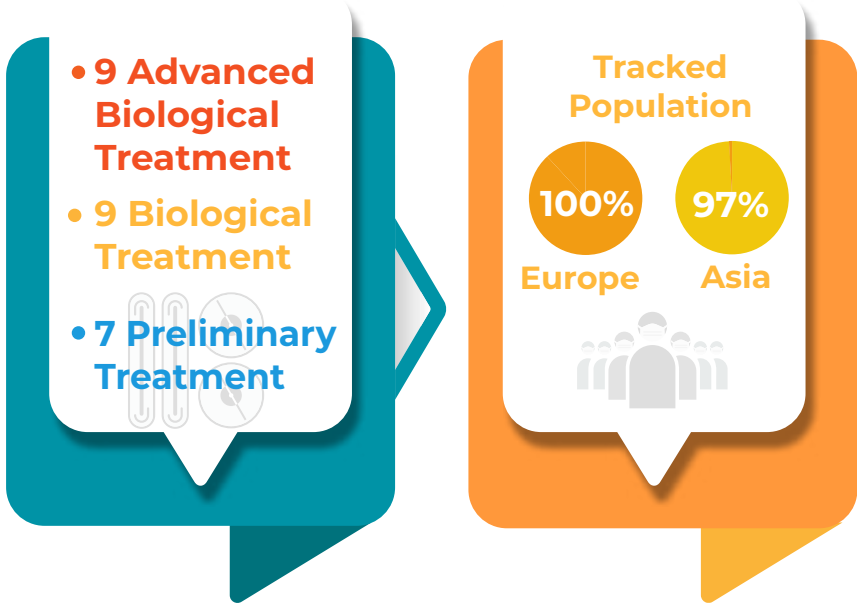 • 9 Advanced
Biological
Treatment
• 9 Biological
Treatment
• 7 Preliminary
Treatment
Tracked
Population
100%
97%
Europe
Asia